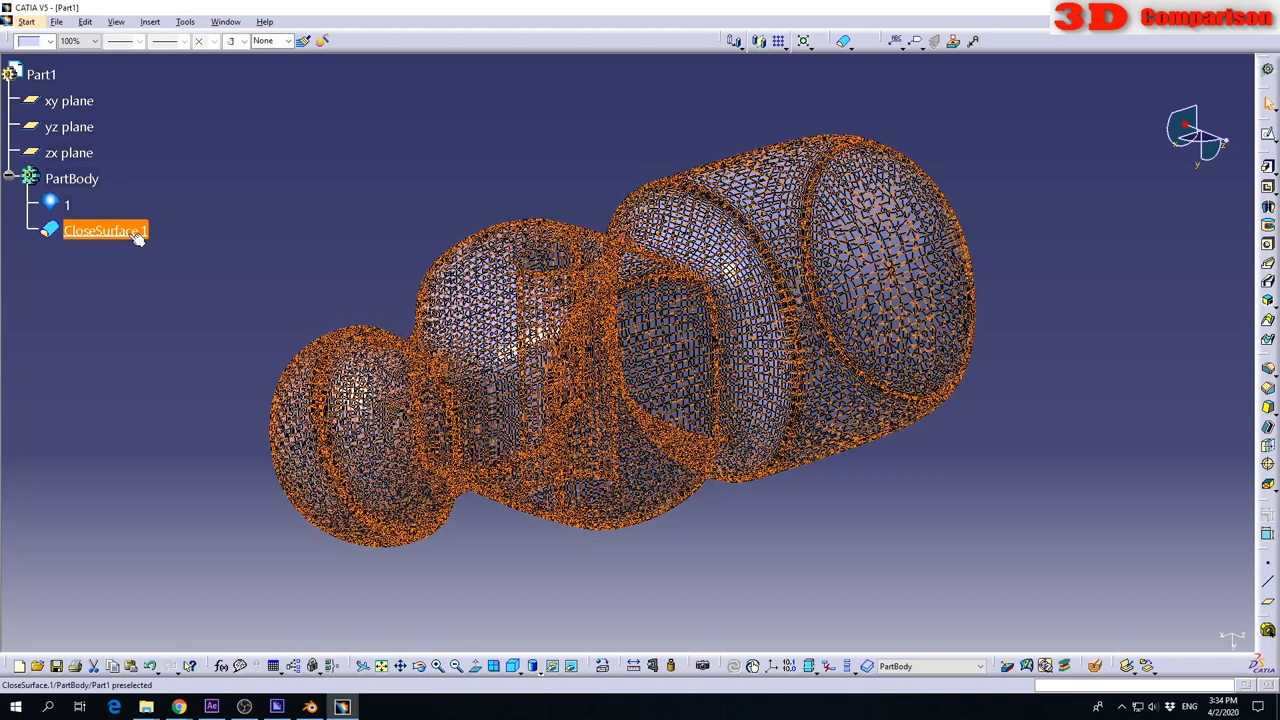 CATIA V5 - [Part1]
Start File Edit View Insert Tools Window Help
3D Comparison
100% None
Part1
xy plane
yz plane
zx plane
PartBody
1
CloseSurface.1
x
z
y
x z
y
f(x)
10.1
PartBody
CloseSurface.1/PartBody/Part1 preselected
ENG
3:34 PM
4/2/2020